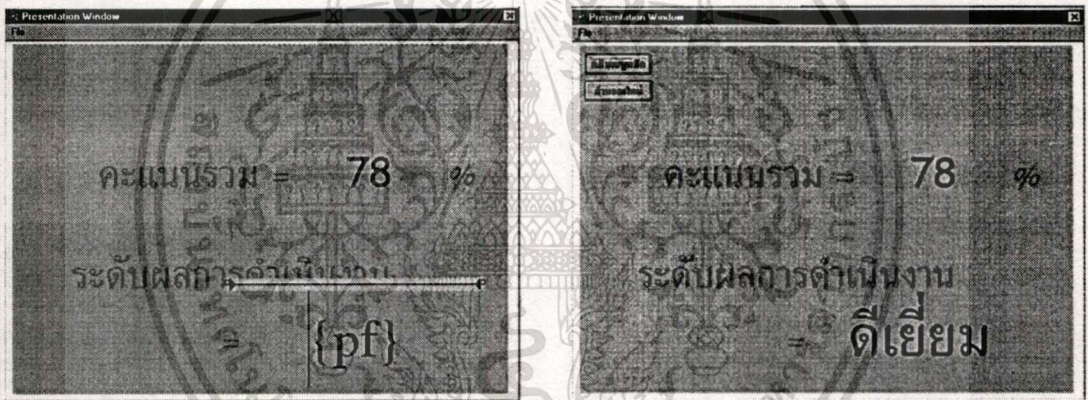 Presentation Window
File
คะแนนรวม = 78 %
ระดับผลการดำเนินงาน
= {pf}
Presentation Window
File
คะแนนรวม = 78 %
ระดับผลการดำเนินงาน
= ดีเยี่ยม